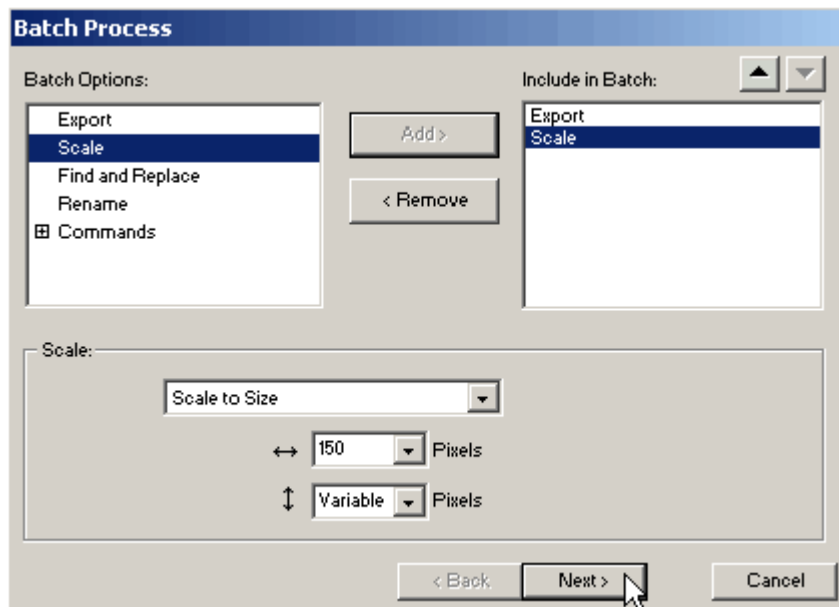 Batch Process
Batch Options:
Export
Scale
Find and Replace
Rename
Commands
Add >
< Remove
Include in Batch:
Export
Scale
Scale:
Scale to Size
150 Pixels
Variable Pixels
< Back
Next >
Cancel